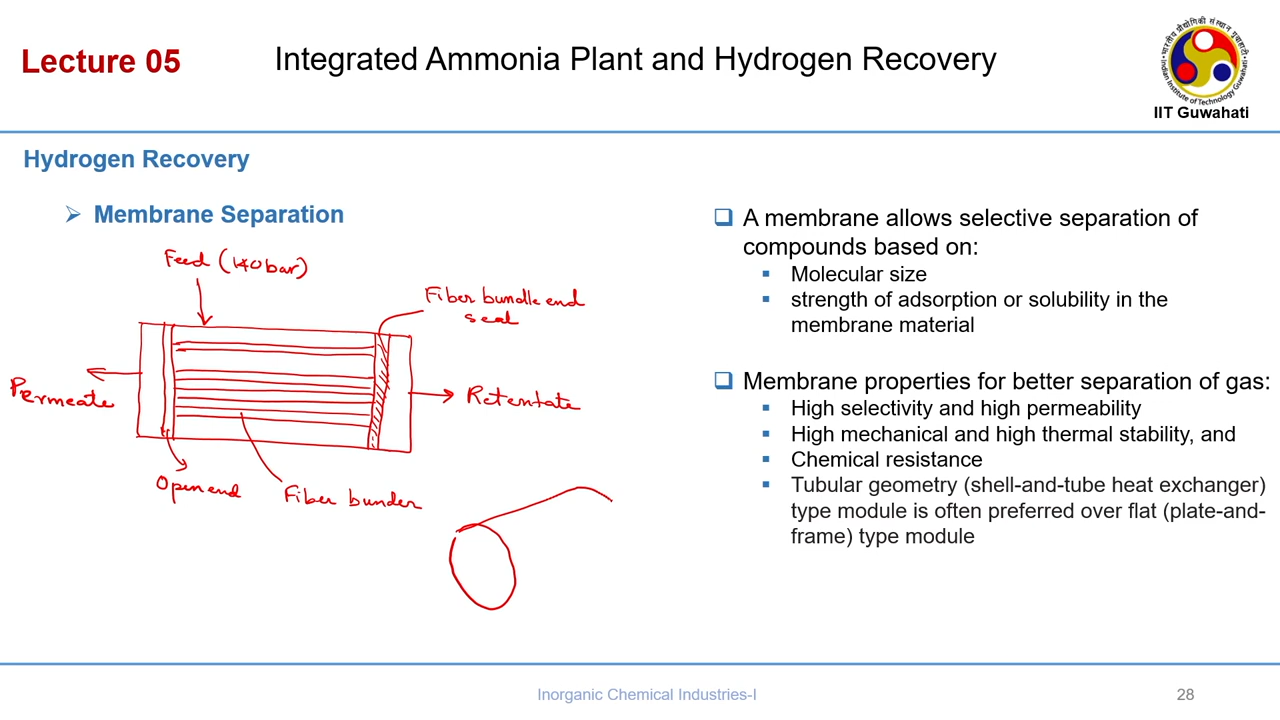 Lecture 05
Integrated Ammonia Plant and Hydrogen Recovery
IIT Guwahati
Hydrogen Recovery
Membrane Separation
Feed (140bar)
Fiber bundle end
seal
Permeate
Retentate
Open end
Fiber bunder
A membrane allows selective separation of
compounds based on:
Molecular size
strength of adsorption or solubility in the
membrane material
Membrane properties for better separation of gas:
High selectivity and high permeability
High mechanical and high thermal stability, and
Chemical resistance
Tubular geometry (shell-and-tube heat exchanger)
type module is often preferred over flat (plate-and-
frame) type module
Inorganic Chemical Industries-I
28